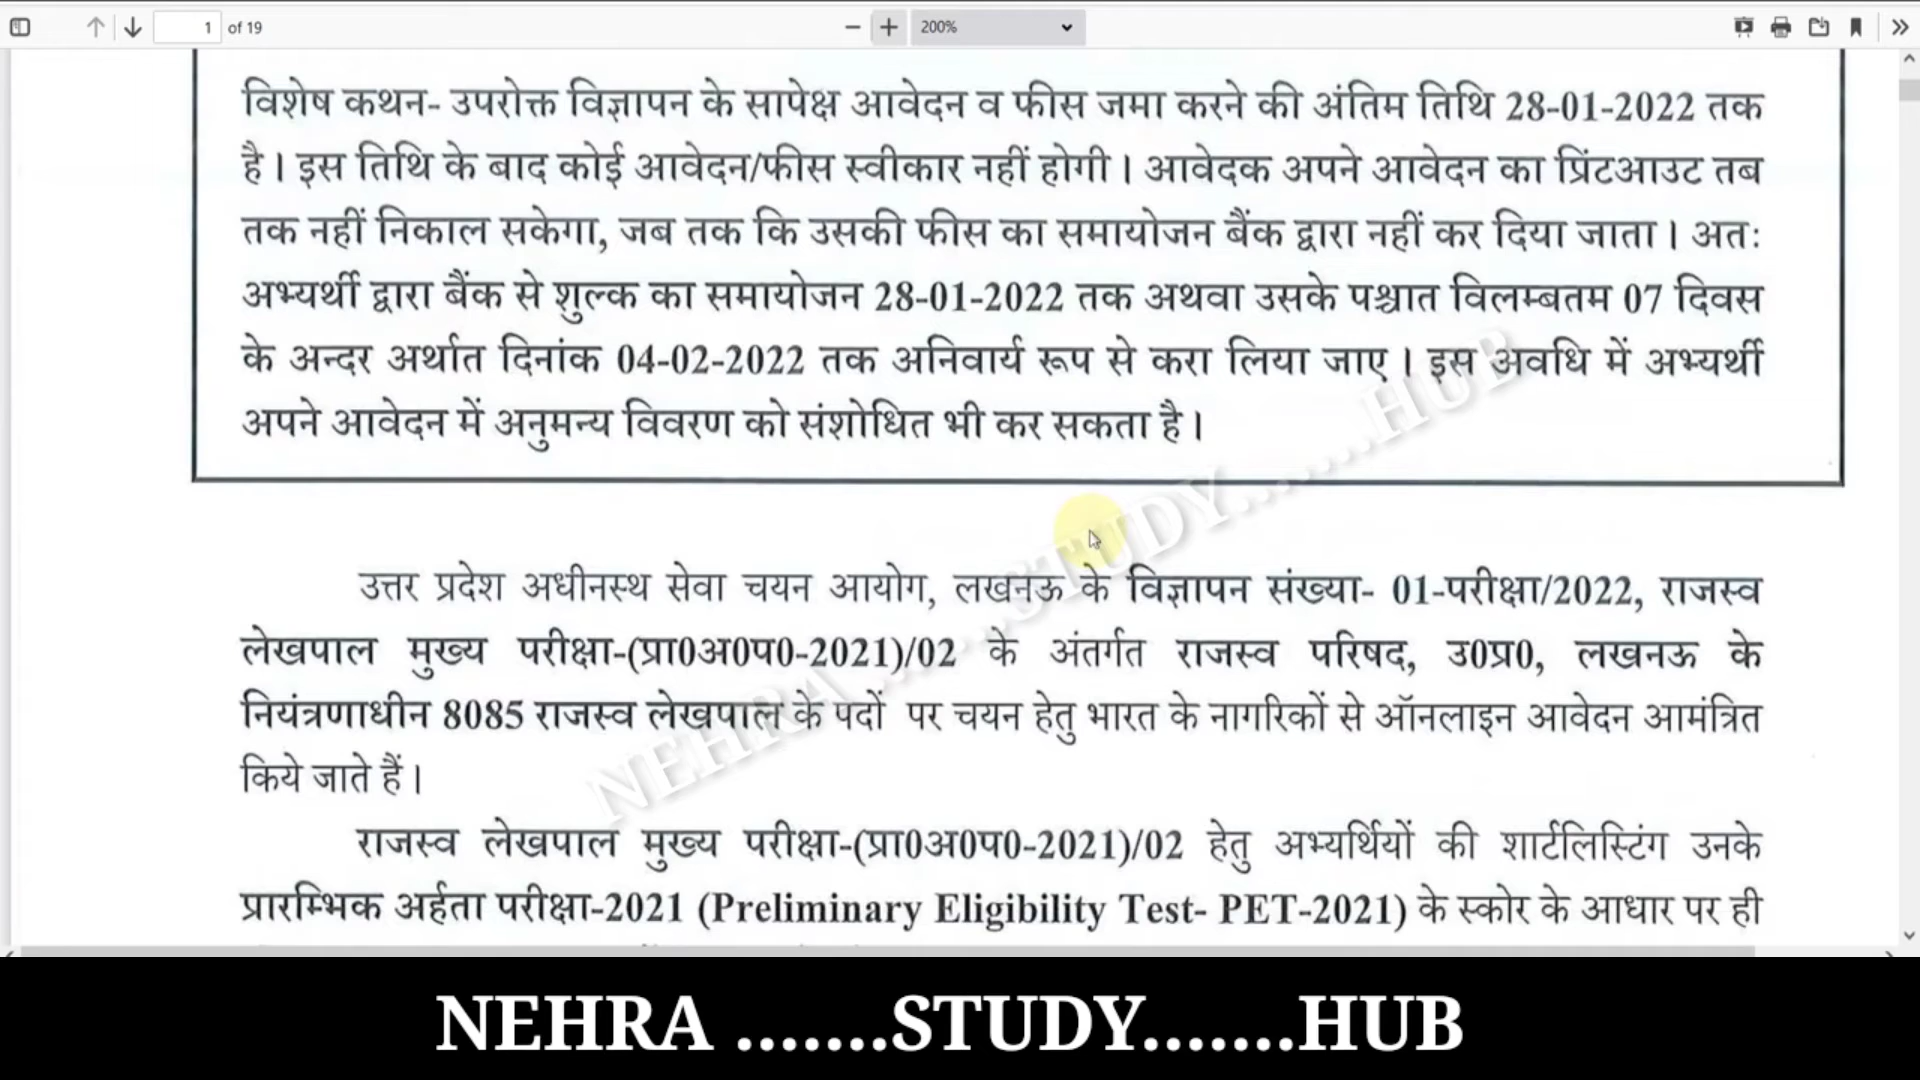 1 of 19
200%
विशेष कथन- उपरोक्त विज्ञापन के सापेक्ष आवेदन व फीस जमा करने की अंतिम तिथि 28-01-2022 तक
है। इस तिथि के बाद कोई आवेदन/फीस स्वीकार नहीं होगी। आवेदक अपने आवेदन का प्रिंटआउट तब
तक नहीं निकाल सकेगा, जब तक कि उसकी फीस का समायोजन बैंक द्वारा नहीं कर दिया जाता। अतः
अभ्यर्थी द्वारा बैंक से शुल्क का समायोजन 28-01-2022 तक अथवा उसके पश्चात विलम्बतम 07 दिवस
के अन्दर अर्थात दिनांक 04-02-2022 तक अनिवार्य रूप से करा लिया जाए। इस अवधि में अभ्यर्थी
अपने आवेदन में अनुमन्य विवरण को संशोधित भी कर सकता है।
उत्तर प्रदेश अधीनस्थ सेवा चयन आयोग, लखनऊ के विज्ञापन संख्या- 01-परीक्षा/2022, राजस्व
लेखपाल मुख्य परीक्षा-(प्रा0अ0प0-2021)/02 के अंतर्गत राजस्व परिषद, उ0प्र0, लखनऊ के
नियंत्रणाधीन 8085 राजस्व लेखपाल के पदों पर चयन हेतु भारत के नागरिकों से ऑनलाइन आवेदन आमंत्रित
किये जाते हैं।
राजस्व लेखपाल मुख्य परीक्षा-(प्रा0अ0प0-2021)/02 हेतु अभ्यर्थियों की शार्टलिस्टिंग उनके
प्रारम्भिक अर्हता परीक्षा-2021 (Preliminary Eligibility Test- PET-2021) के स्कोर के आधार पर ही
NEHRA .......STUDY.......HUB
NEHRA .......STUDY.......HUB